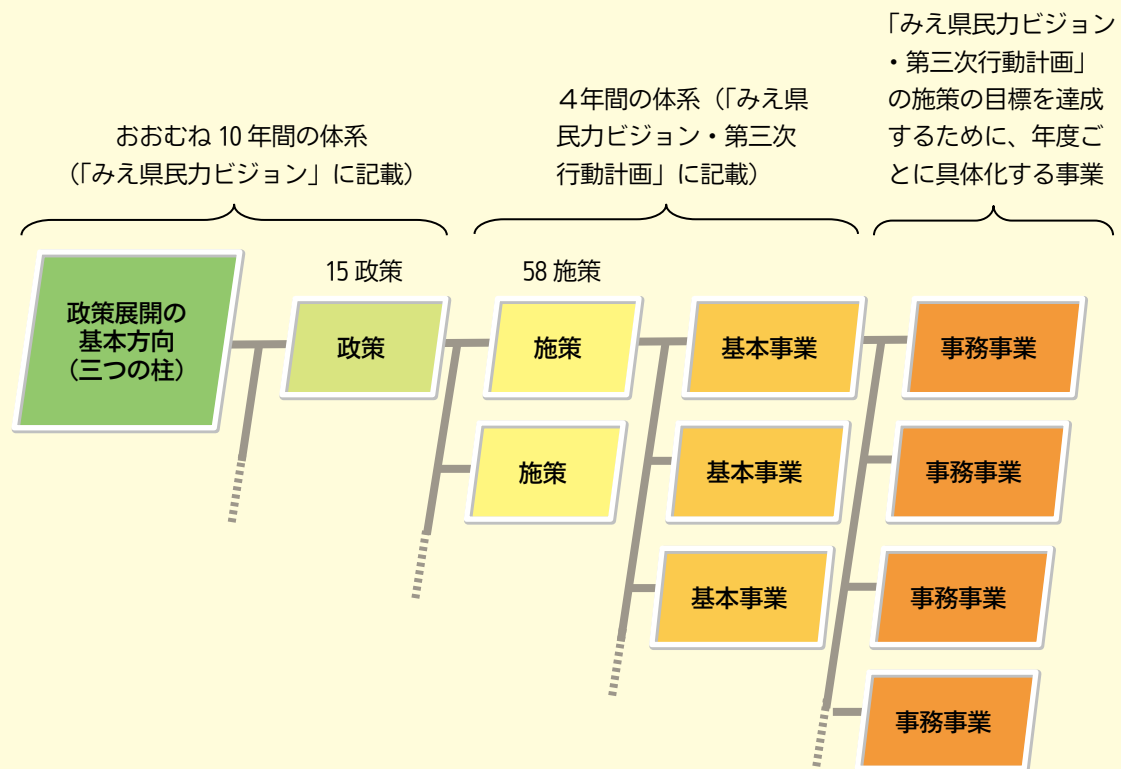 おおむね 10 年間の体系
（「みえ県民力ビジョン」に記載）
４年間の体系（「みえ県
民力ビジョン・第三次
行動計画」に記載）
「みえ県民力ビジョン
・第三次行動計画」
の施策の目標を達成
するために、年度ご
とに具体化する事業
15 政策
58 施策
政策展開の
基本方向
（三つの柱）
政策
施策
基本事業
事務事業
施策
基本事業
事務事業
基本事業
事務事業
事務事業